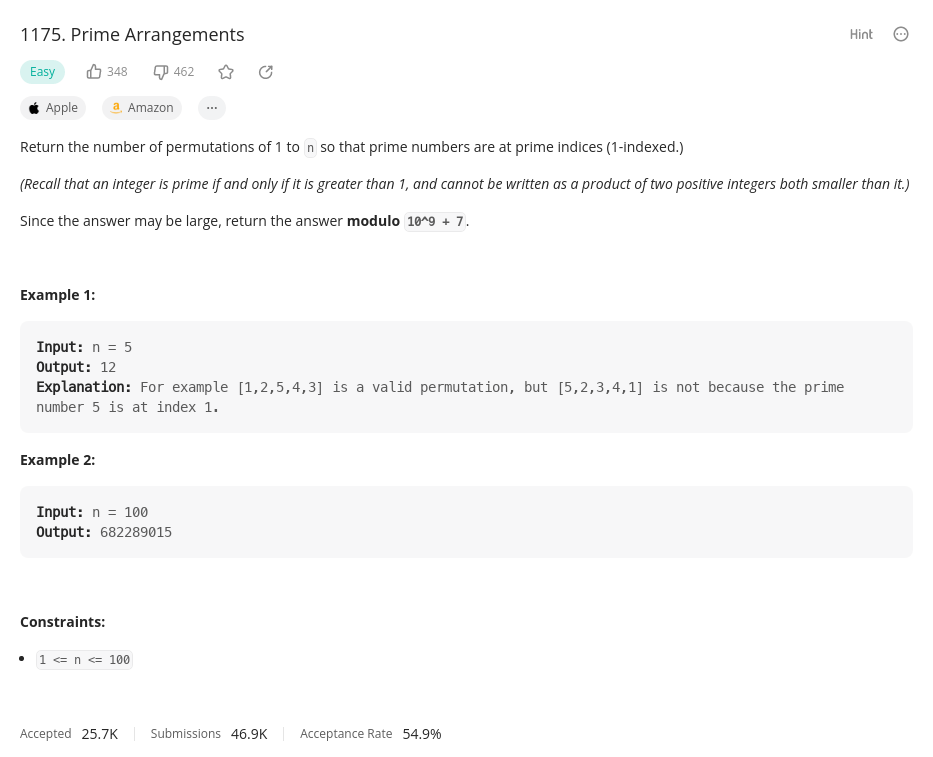 1175. Prime Arrangements
Hint
Easy
348
462
Apple
a
Amazon
...
Return the number of permutations of 1 to n so that prime numbers are at prime indices (1-indexed.)
(Recall that an integer is prime if and only if it is greater than 1, and cannot be written as a product of two positive integers both smaller than it.)
Since the answer may be large, return the answer modulo 10^9 + 7.
Example 1:
Input: n = 5
Output: 12
Explanation: For example [1,2,5,4,3] is a valid permutation, but [5,2,3,4,1] is not because the prime
number 5 is at index 1.
Example 2:
Input: n = 100
Output: 682289015
Constraints:
• 1 <= n <= 100
Accepted 25.7K
Submissions 46.9K
Acceptance Rate 54.9%